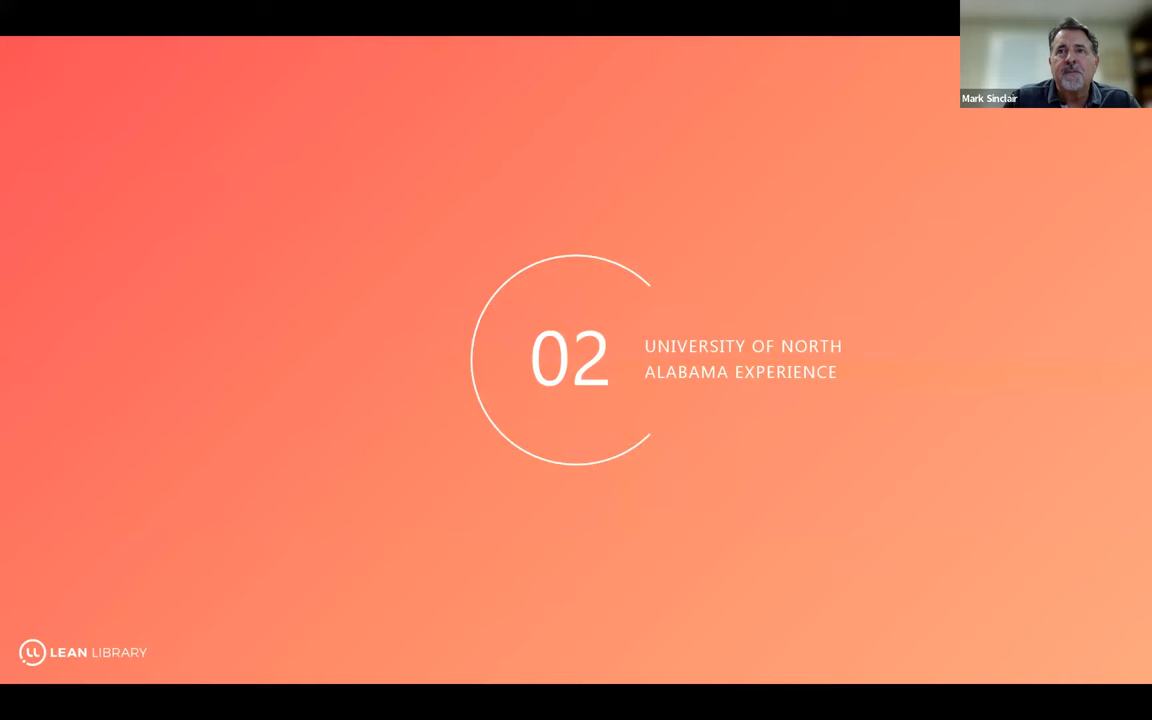 Mark Sinclair
02
UNIVERSITY OF NORTH
ALABAMA EXPERIENCE
LEAN LIBRARY